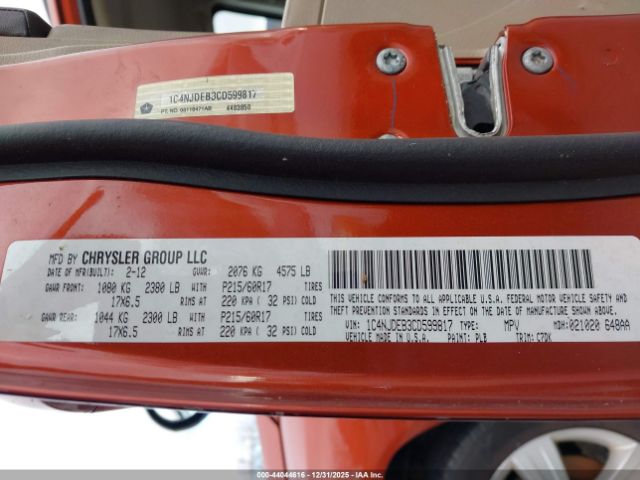 1C4NJDEB3CD599817
PT. NO. 05116471AB 4483850
MFD BY CHRYSLER GROUP LLC
DATE OF MFR(BUILT): 2-12 GVWR: 2076 KG 4575 LB
GAWR FRONT: 1080 KG 2380 LB WITH P215/60R17 TIRES
17X6.5 RIMS AT 220 KPA ( 32 PSI) COLD
GAWR REAR: 1044 KG 2300 LB WITH P215/60R17 TIRES
17X6.5 RIMS AT 220 KPA ( 32 PSI) COLD
THIS VEHICLE CONFORMS TO ALL APPLICABLE U.S.A. FEDERAL MOTOR VEHICLE SAFETY AND
THEFT PREVENTION STANDARDS IN EFFECT ON THE DATE OF MANUFACTURE SHOWN ABOVE.
VIN: 1C4NJDEB3CD599817 TYPE: MPV MDH:021020 648AA
VEHICLE MADE IN U.S.A. PAINT: PLB TRIM: C7DK
000-44044616 - 12/31/2025 - IAA Inc.